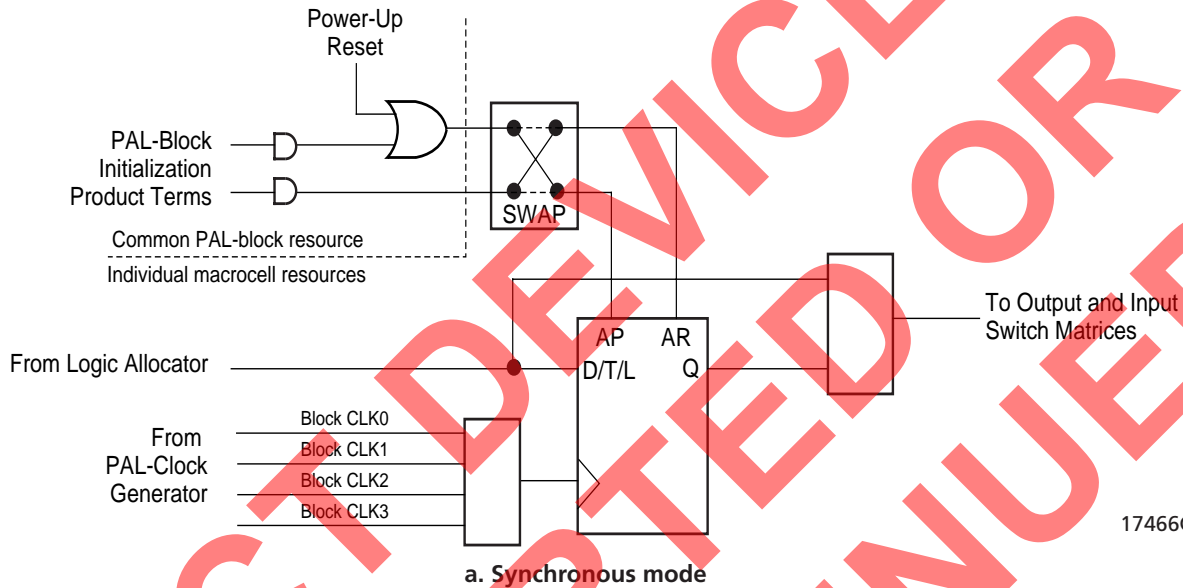 Power-Up
Reset
PAL-Block
Initialization
Product Terms
SWAP
Common PAL-block resource
Individual macrocell resources
To Output and Input
Switch Matrices
From Logic Allocator
AP AR
D/T/L Q
From
PAL-Clock
Generator
Block CLK0
Block CLK1
Block CLK2
Block CLK3
17466
a. Synchronous mode